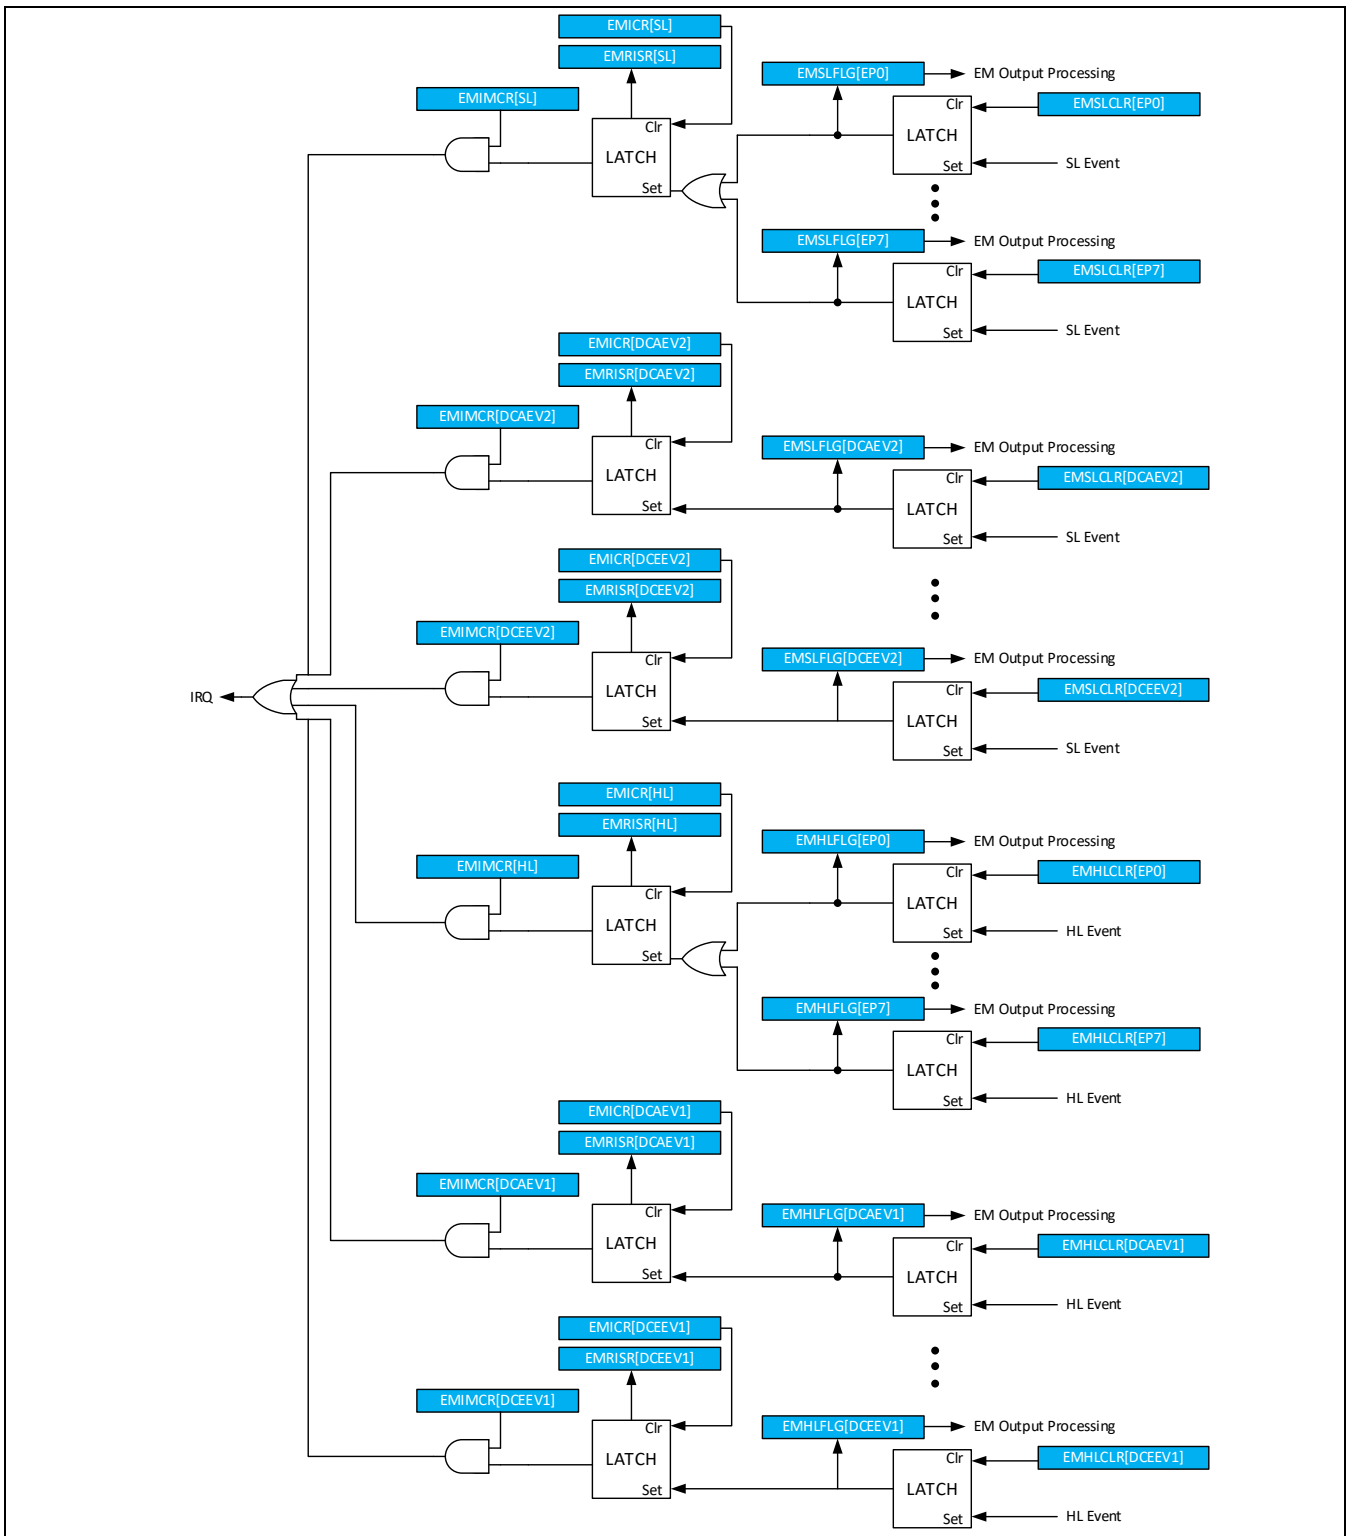 EMICR[SL]
EMRISR[SL]
EMIMCR[SL]
Clr
LATCH
Set
EMSLFLG[EP0]
EM Output Processing
Clr
LATCH
Set
EMSLCLR[EP0]
SL Event
EMSLFLG[EP7]
EM Output Processing
Clr
LATCH
Set
EMSLCLR[EP7]
SL Event
EMICR[DCAEV2]
EMRISR[DCAEV2]
EMIMCR[DCAEV2]
Clr
LATCH
Set
EMSLFLG[DCAEV2]
EM Output Processing
Clr
LATCH
Set
EMSLCLR[DCAEV2]
SL Event
EMICR[DCEEV2]
EMRISR[DCEEV2]
EMIMCR[DCEEV2]
Clr
LATCH
Set
EMSLFLG[DCEEV2]
EM Output Processing
Clr
LATCH
Set
EMSLCLR[DCEEV2]
SL Event
IRQ
EMICR[HL]
EMRISR[HL]
EMIMCR[HL]
Clr
LATCH
Set
EMHLFLG[EP0]
EM Output Processing
Clr
LATCH
Set
EMHLCLR[EP0]
HL Event
EMHLFLG[EP7]
EM Output Processing
Clr
LATCH
Set
EMHLCLR[EP7]
HL Event
EMICR[DCAEV1]
EMRISR[DCAEV1]
EMIMCR[DCAEV1]
Clr
LATCH
Set
EMHLFLG[DCAEV1]
EM Output Processing
Clr
LATCH
Set
EMHLCLR[DCAEV1]
HL Event
EMICR[DCEEV1]
EMRISR[DCEEV1]
EMIMCR[DCEEV1]
Clr
LATCH
Set
EMHLFLG[DCEEV1]
EM Output Processing
Clr
LATCH
Set
EMHLCLR[DCEEV1]
HL Event